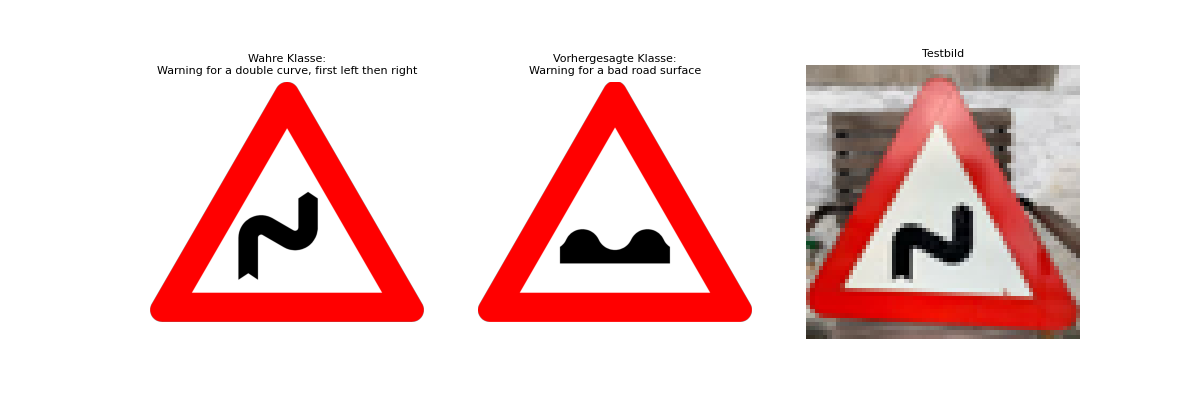 Wahre Klasse:
Warning for a double curve, first left then right
Vorhergesagte Klasse:
Warning for a bad road surface
Testbild